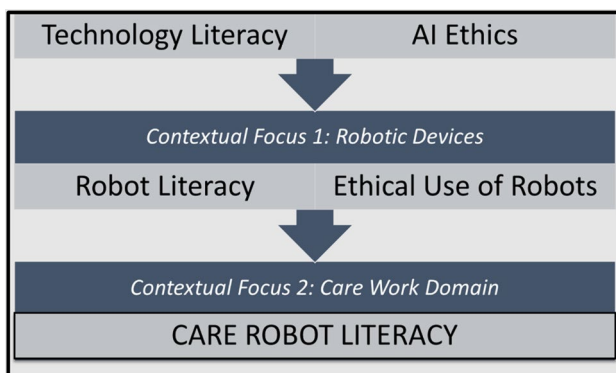 Technology Literacy AI Ethics
Contextual Focus 1: Robotic Devices
Robot Literacy Ethical Use of Robots
Contextual Focus 2: Care Work Domain
CARE ROBOT LITERACY